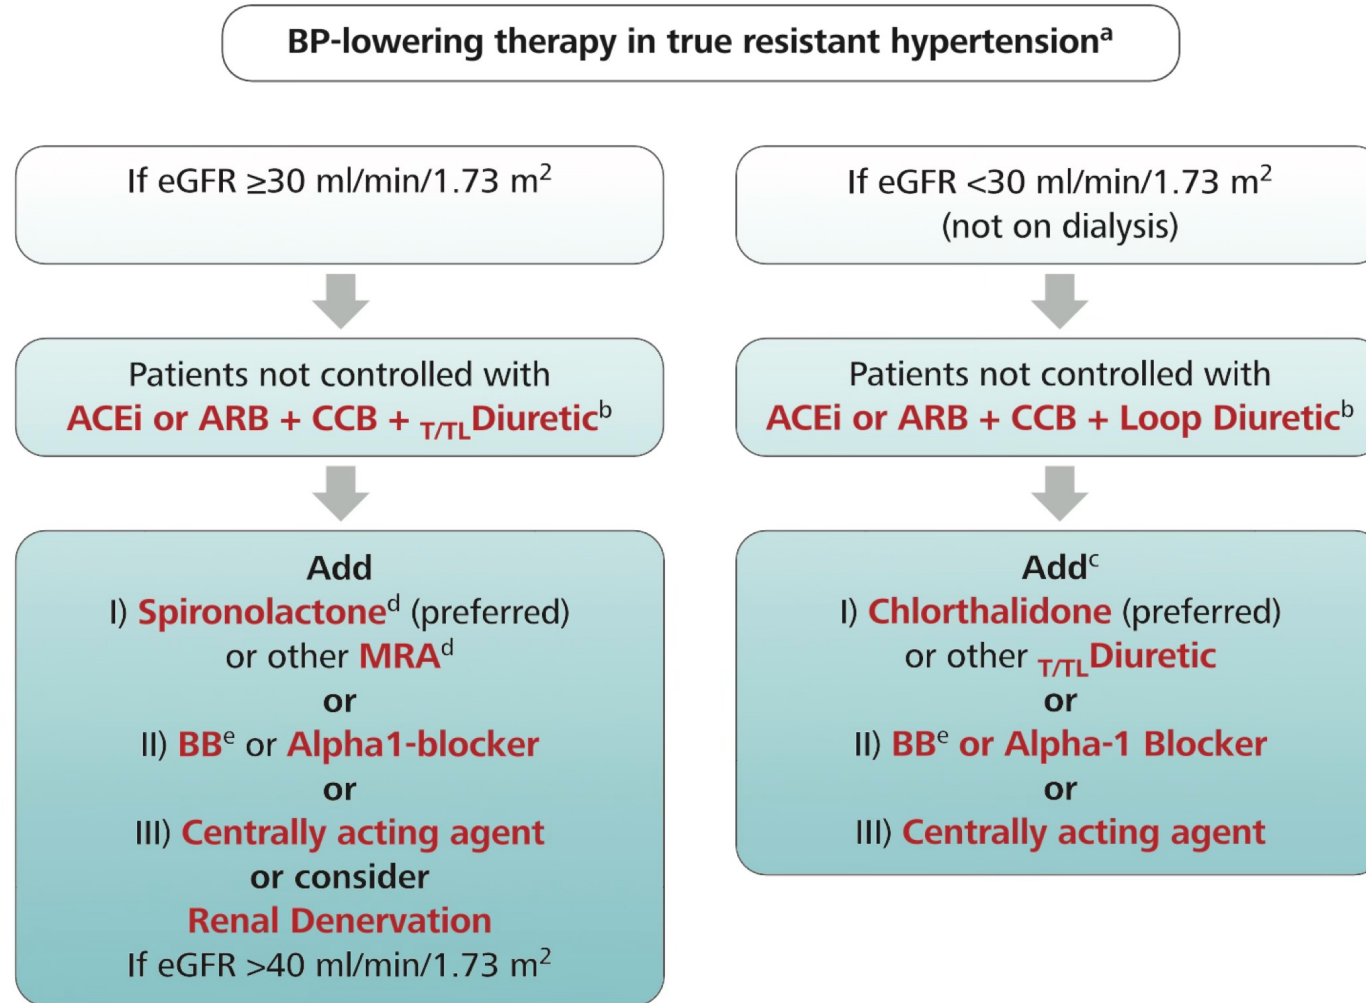 BP-lowering therapy in true resistant hypertensionᵃ
If eGFR ≥30 ml/min/1.73 m²
Patients not controlled with
ACEi or ARB + CCB + T/TLDiureticᵇ
Add
I) Spironolactoneᵈ (preferred)
or other MRAᵈ
or
II) BBᵉ or Alpha1-blocker
or
III) Centrally acting agent
or consider
Renal Denervation
If eGFR >40 ml/min/1.73 m²
If eGFR <30 ml/min/1.73 m²
(not on dialysis)
Patients not controlled with
ACEi or ARB + CCB + Loop Diureticᵇ
Addᶜ
I) Chlorthalidone (preferred)
or other T/TLDiuretic
or
II) BBᵉ or Alpha-1 Blocker
or
III) Centrally acting agent